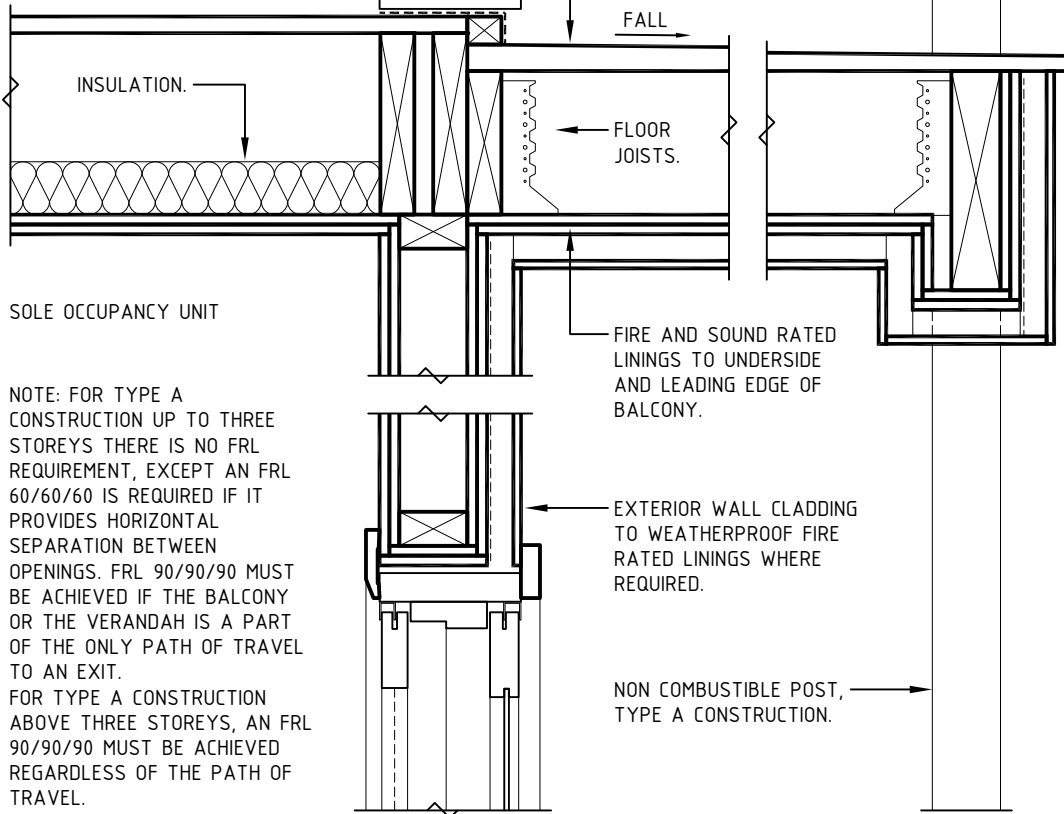 FALL
INSULATION.
FLOOR
JOISTS.
SOLE OCCUPANCY UNIT
FIRE AND SOUND RATED
LININGS TO UNDERSIDE
AND LEADING EDGE OF
BALCONY.
NOTE: FOR TYPE A
CONSTRUCTION UP TO THREE
STOREYS THERE IS NO FRL
REQUIREMENT, EXCEPT AN FRL
60/60/60 IS REQUIRED IF IT
PROVIDES HORIZONTAL
SEPARATION BETWEEN
OPENINGS. FRL 90/90/90 MUST
BE ACHIEVED IF THE BALCONY
OR THE VERANDAH IS A PART
OF THE ONLY PATH OF TRAVEL
TO AN EXIT.
FOR TYPE A CONSTRUCTION
ABOVE THREE STOREYS, AN FRL
90/90/90 MUST BE ACHIEVED
REGARDLESS OF THE PATH OF
TRAVEL.
EXTERIOR WALL CLADDING
TO WEATHERPROOF FIRE
RATED LININGS WHERE
REQUIRED.
NON COMBUSTIBLE POST,
TYPE A CONSTRUCTION.